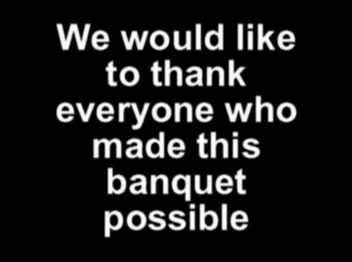 We would like
to thank
everyone who
made this
banquet
possible